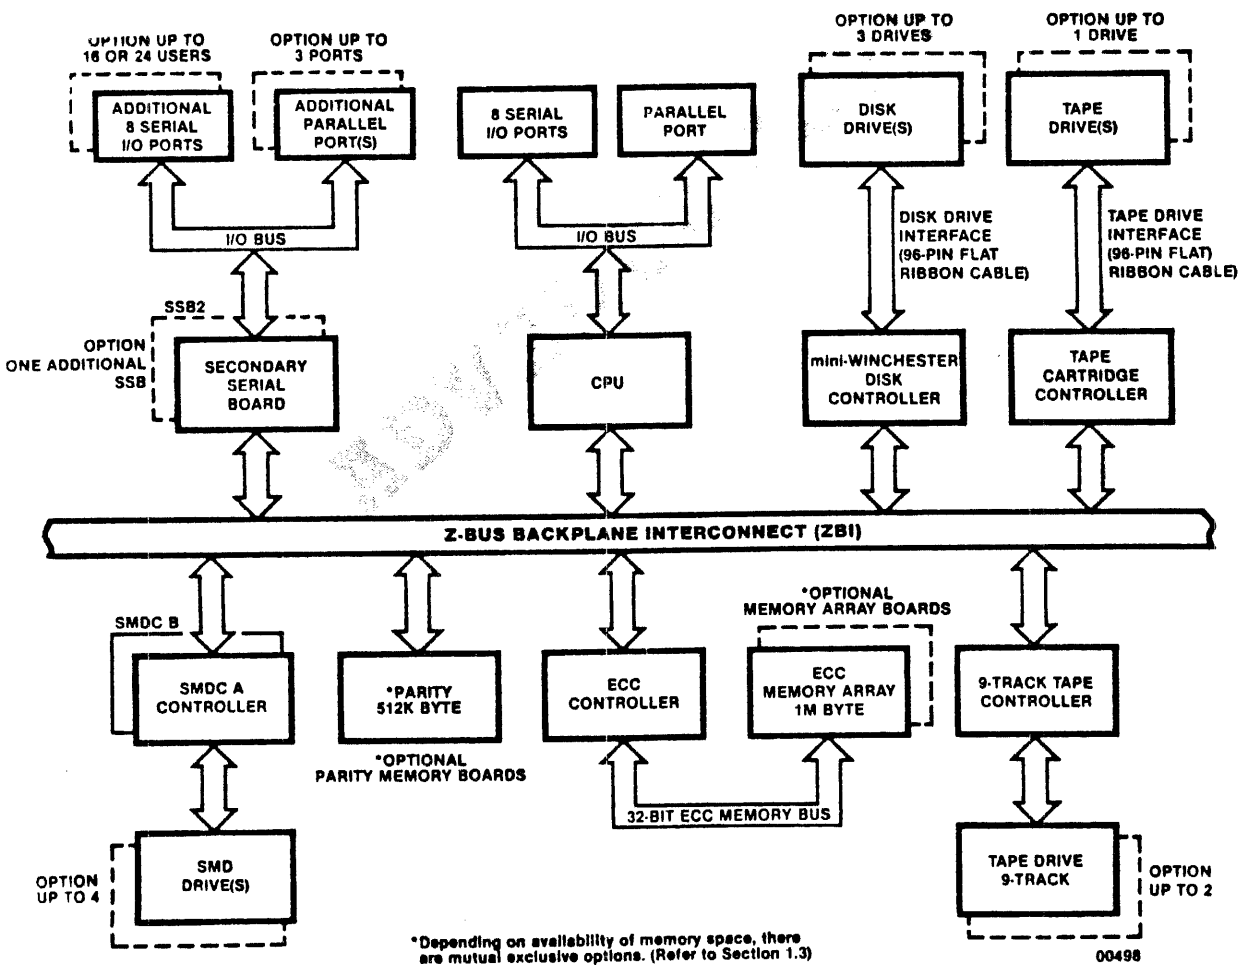 OPTION UP TO
16 OR 24 USERS
ADDITIONAL
8 SERIAL
I/O PORTS
OPTION UP TO
3 PORTS
ADDITIONAL
PARALLEL
PORT(S)
8 SERIAL
I/O PORTS
PARALLEL
PORT
OPTION UP TO
3 DRIVES
DISK
DRIVE(S)
OPTION UP TO
1 DRIVE
TAPE
DRIVE(S)
I/O BUS
I/O BUS
DISK DRIVE
INTERFACE
(96-PIN FLAT
RIBBON CABLE)
TAPE DRIVE
INTERFACE
(96-PIN FLAT)
RIBBON CABLE)
SSB2
OPTION
ONE ADDITIONAL
SSB
SECONDARY
SERIAL
BOARD
CPU
mini-WINCHESTER
DISK
CONTROLLER
TAPE
CARTRIDGE
CONTROLLER
Z-BUS BACKPLANE INTERCONNECT (ZBI)
SMDC B
SMDC A
CONTROLLER
*PARITY
512K BYTE
*OPTIONAL
PARITY MEMORY BOARDS
ECC
CONTROLLER
*OPTIONAL
MEMORY ARRAY BOARDS
ECC
MEMORY ARRAY
1M BYTE
9-TRACK TAPE
CONTROLLER
32-BIT ECC MEMORY BUS
OPTION
UP TO 4
SMD
DRIVE(S)
TAPE DRIVE
9-TRACK
OPTION
UP TO 2
*Depending on availability of memory space, there
are mutual exclusive options. (Refer to Section 1.3)
00498